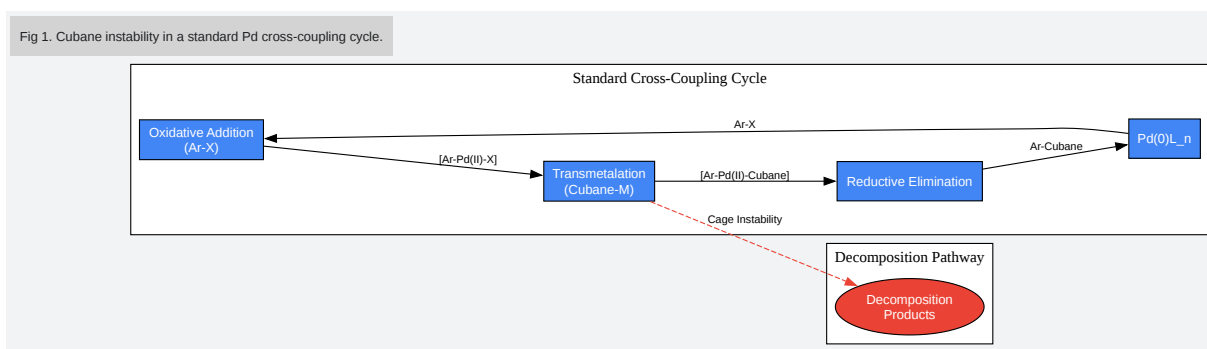 Fig 1. Cubane instability in a standard Pd cross-coupling cycle.
Standard Cross-Coupling Cycle
Oxidative Addition
(Ar-X)
Ar-X
Pd(0)L_n
[Ar-Pd(II)-X]
Transmetalation
(Cubane-M)
[Ar-Pd(II)-Cubane]
Reductive Elimination
Ar-Cubane
Cage Instability
Decomposition Pathway
Decomposition
Products